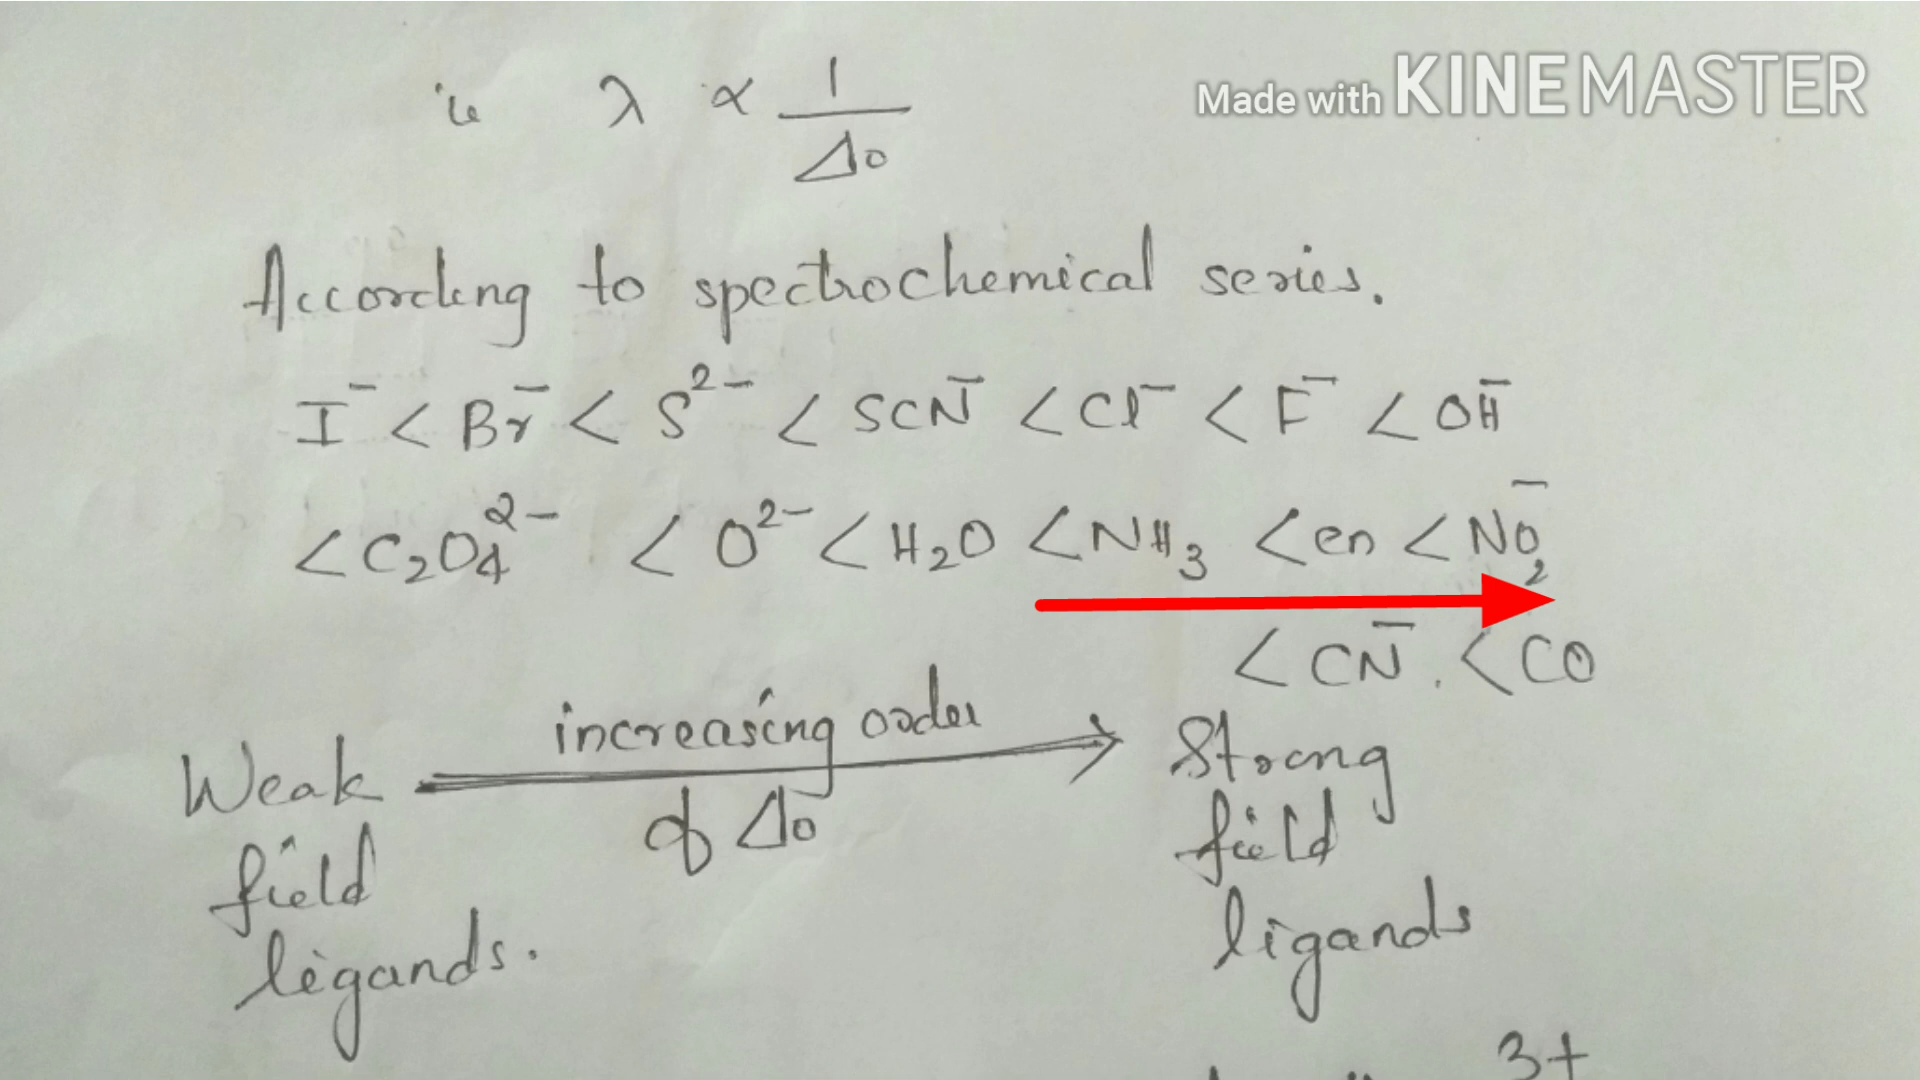 Made with KINEMASTER
ie λ ∝ 1/Δo
According to spectrochemical series.
I⁻ < Br⁻ < S²⁻ < SCN⁻ < Cl⁻ < F⁻ < OH⁻
< C₂O₄²⁻ < O²⁻ < H₂O < NH₃ < en < NO₂⁻
< CN⁻. < CO
Weak increasing order Strong
field of Δo field
ligands. ligands
3+